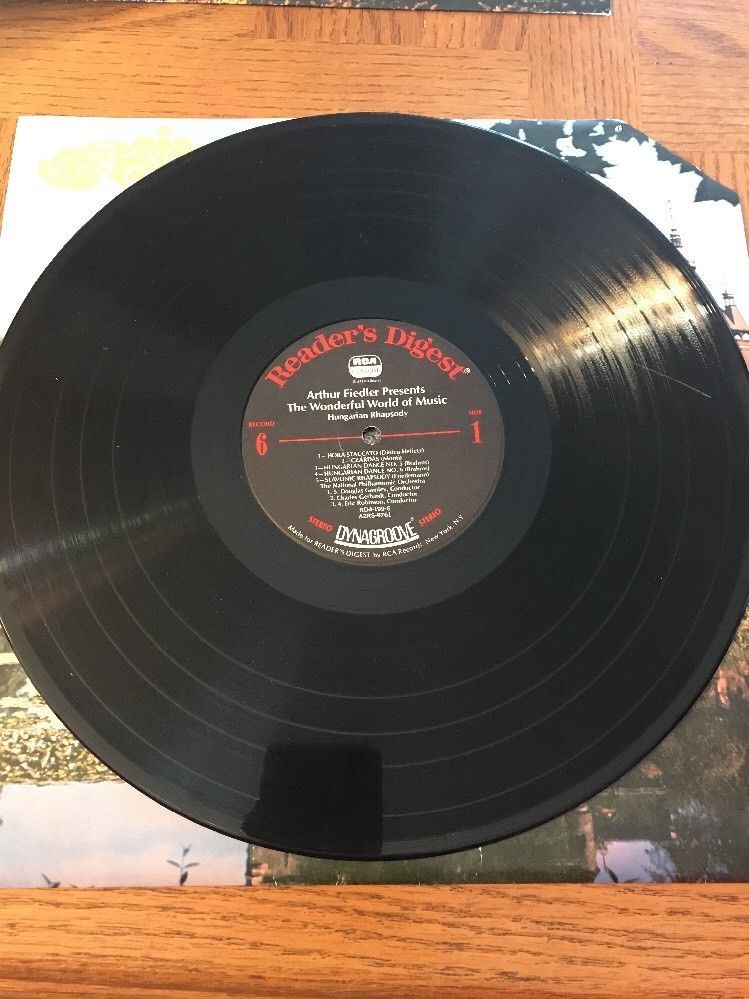 Reader's Digest®
RCA
Arthur Fiedler Presents
The Wonderful World of Music
Hungarian Rhapsody
RECORD
6
SIDE
1
1—HORA STACCATO (Dinicu-Heifetz)
2—CZARDAS (Monti)
3—HUNGARIAN DANCE NO. 5 (Brahms)
4—HUNGARIAN DANCE NO. 6 (Brahms)
5—SLAVONIC RHAPSODY (Friedemann)
The National Philharmonic Orchestra
1, 5, Douglas Gamley, Conductor
2, Charles Gerhardt, Conductor
3, 4, Eric Robinson, Conductor
RD4-199-6
STEREO
DYNAGROOVE®
STEREO
Made for READER'S DIGEST by RCA Records, New York, N.Y.